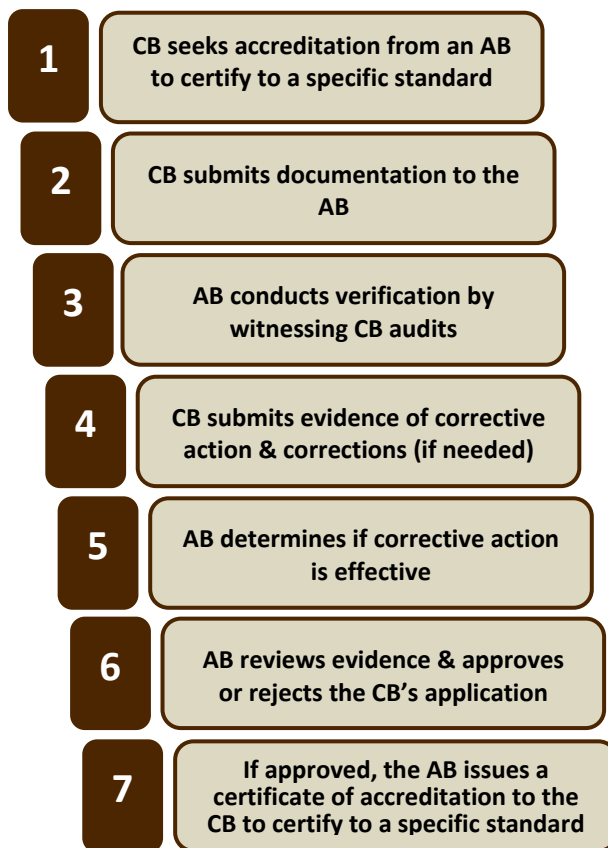 1
CB seeks accreditation from an AB
to certify to a specific standard
2
CB submits documentation to the
AB
3
AB conducts verification by
witnessing CB audits
4
CB submits evidence of corrective
action & corrections (if needed)
5
AB determines if corrective action
is effective
6
AB reviews evidence & approves
or rejects the CB’s application
7
If approved, the AB issues a
certificate of accreditation to the
CB to certify to a specific standard